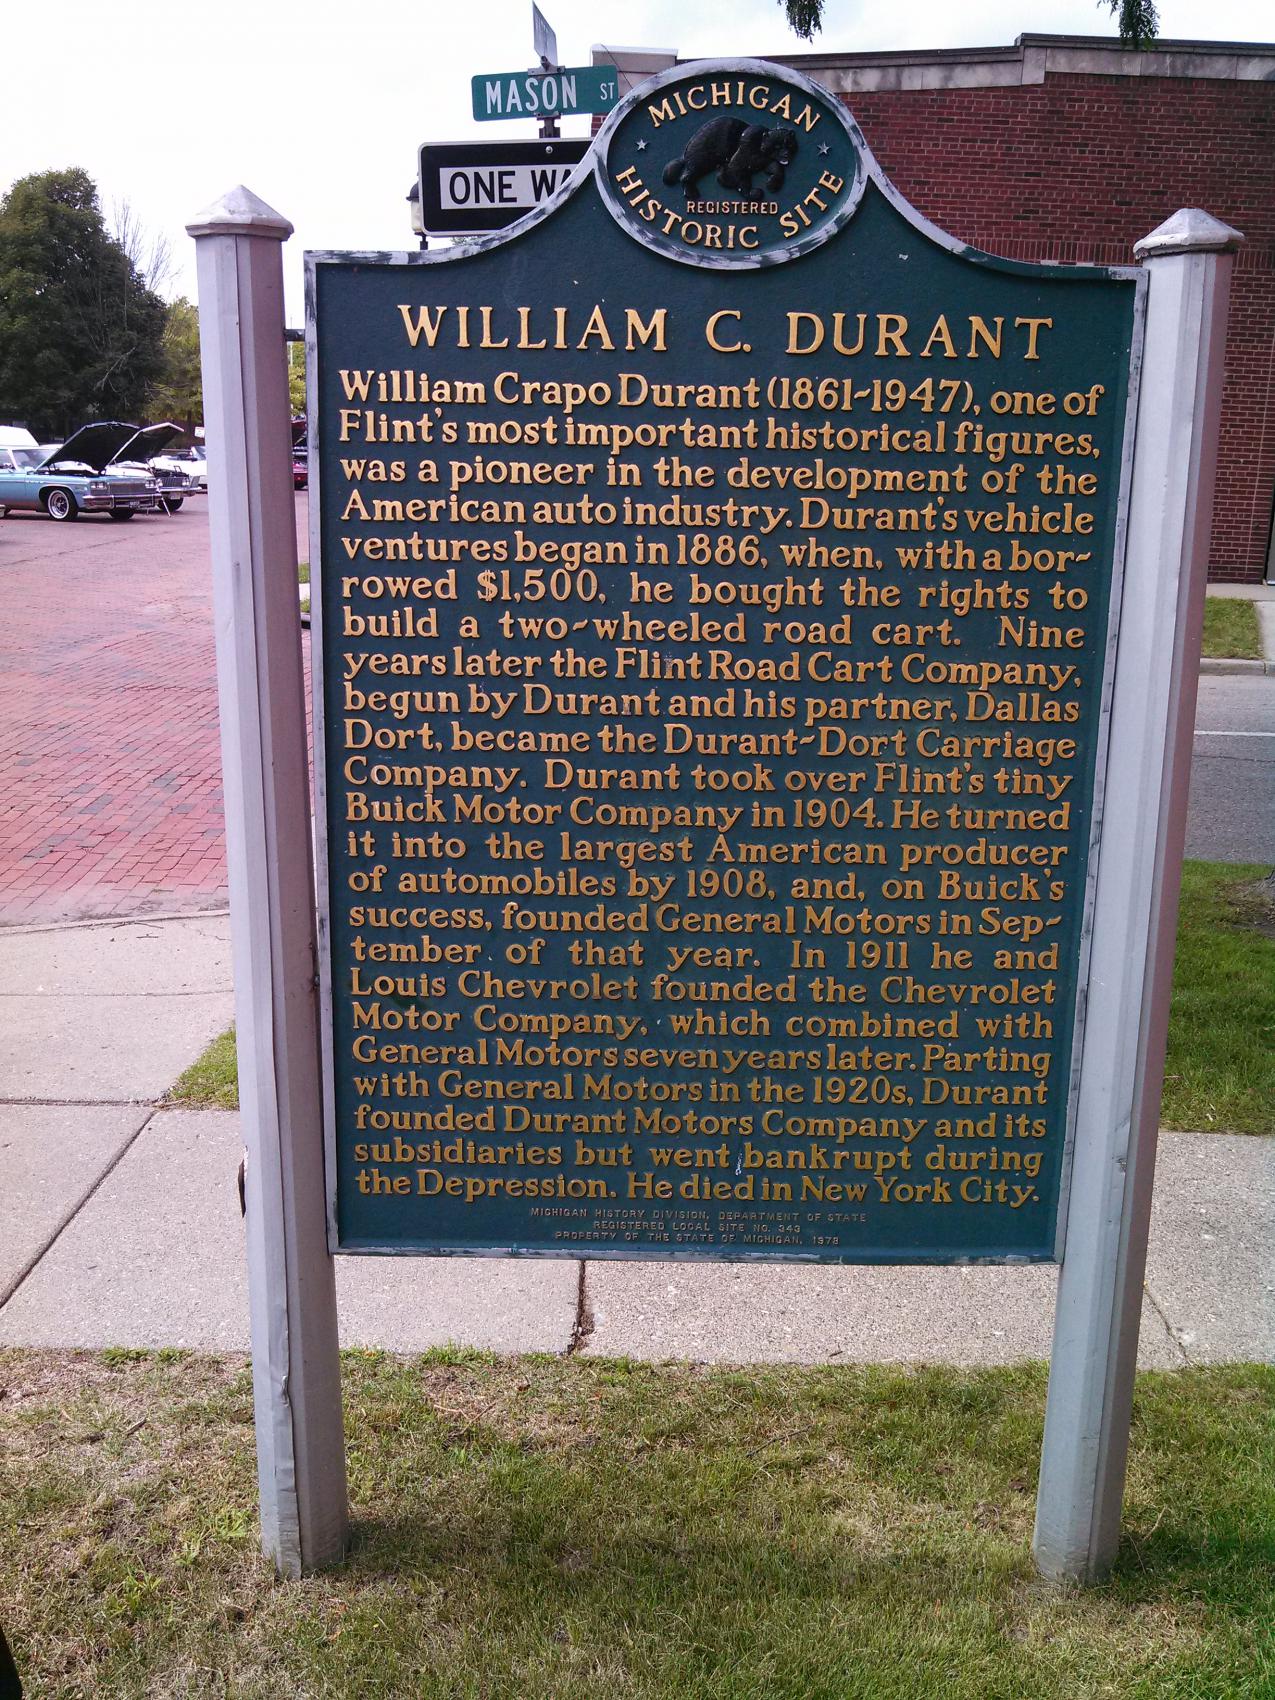 MASON ST
ONE WA
MICHIGAN
REGISTERED
HISTORIC SITE
WILLIAM C. DURANT
William Crapo Durant (1861-1947), one of
Flint's most important historical figures,
was a pioneer in the development of the
American auto industry. Durant's vehicle
ventures began in 1886, when, with a bor-
rowed $1,500, he bought the rights to
build a two-wheeled road cart. Nine
years later the Flint Road Cart Company,
begun by Durant and his partner, Dallas
Dort, became the Durant-Dort Carriage
Company. Durant took over Flint's tiny
Buick Motor Company in 1904. He turned
it into the largest American producer
of automobiles by 1908, and, on Buick's
success, founded General Motors in Sep-
tember of that year. In 1911 he and
Louis Chevrolet founded the Chevrolet
Motor Company, which combined with
General Motors seven years later. Parting
with General Motors in the 1920s, Durant
founded Durant Motors Company and its
subsidiaries but went bankrupt during
the Depression. He died in New York City.
MICHIGAN HISTORY DIVISION, DEPARTMENT OF STATE
REGISTERED LOCAL SITE NO. 343
PROPERTY OF THE STATE OF MICHIGAN, 1978